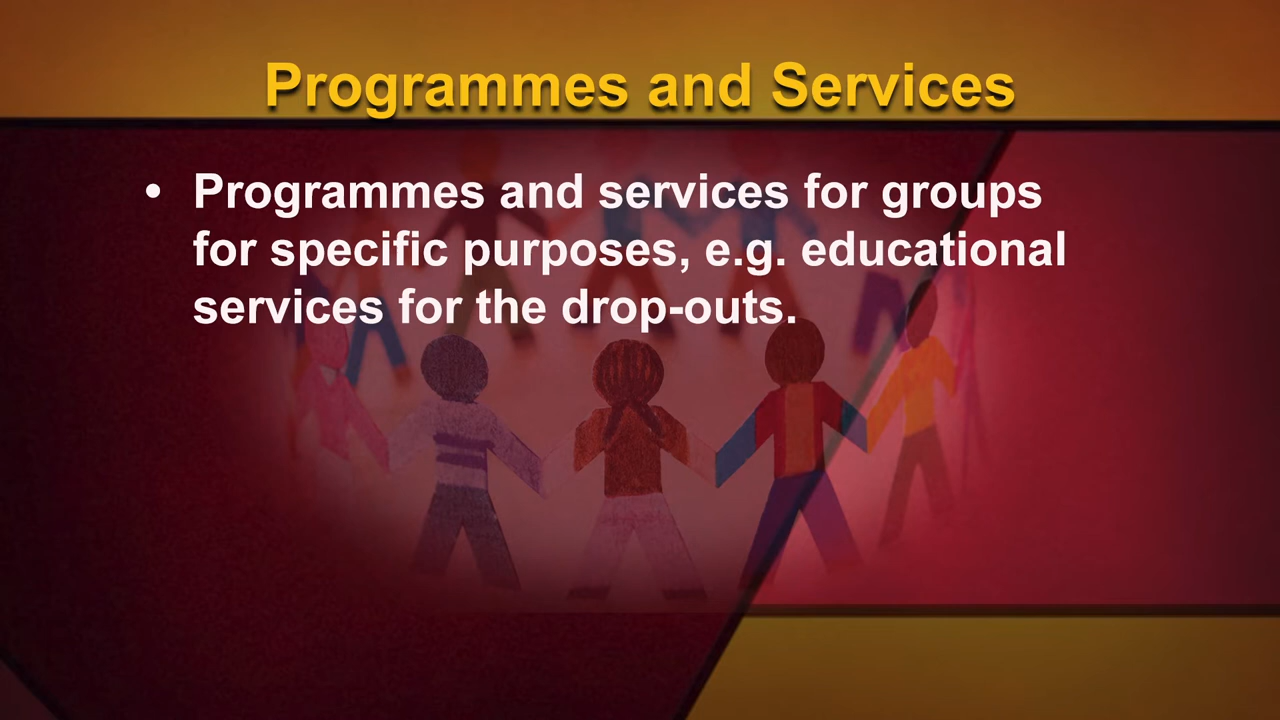 Programmes and Services
• Programmes and services for groups
for specific purposes, e.g. educational
services for the drop-outs.